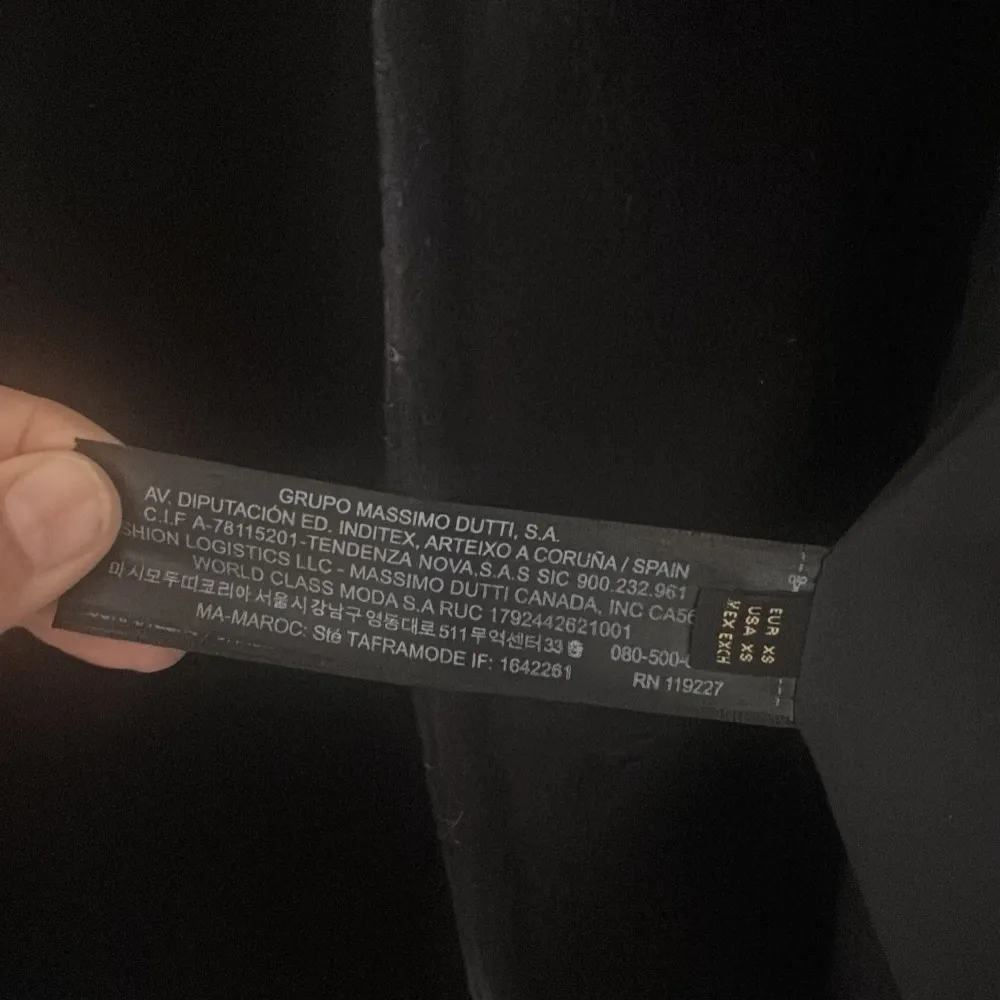 GRUPO MASSIMO DUTTI, S.A.
AV. DIPUTACIÓN ED. INDITEX, ARTEIXO A CORUÑA / SPAIN
C.I.F A-78115201-TENDENZA NOVA,S.A.S SIC 900.232.961
SHION LOGISTICS LLC - MASSIMO DUTTI CANADA, INC CA56
WORLD CLASS MODA S.A RUC 1792442621001
마시모두띠코리아 서울시강남구 영동대로511무역센터33층 080-500-
MA-MAROC: Sté TAFRAMODE IF: 1642261 RN 119227
EUR XS
USA XS
MEX EXCH